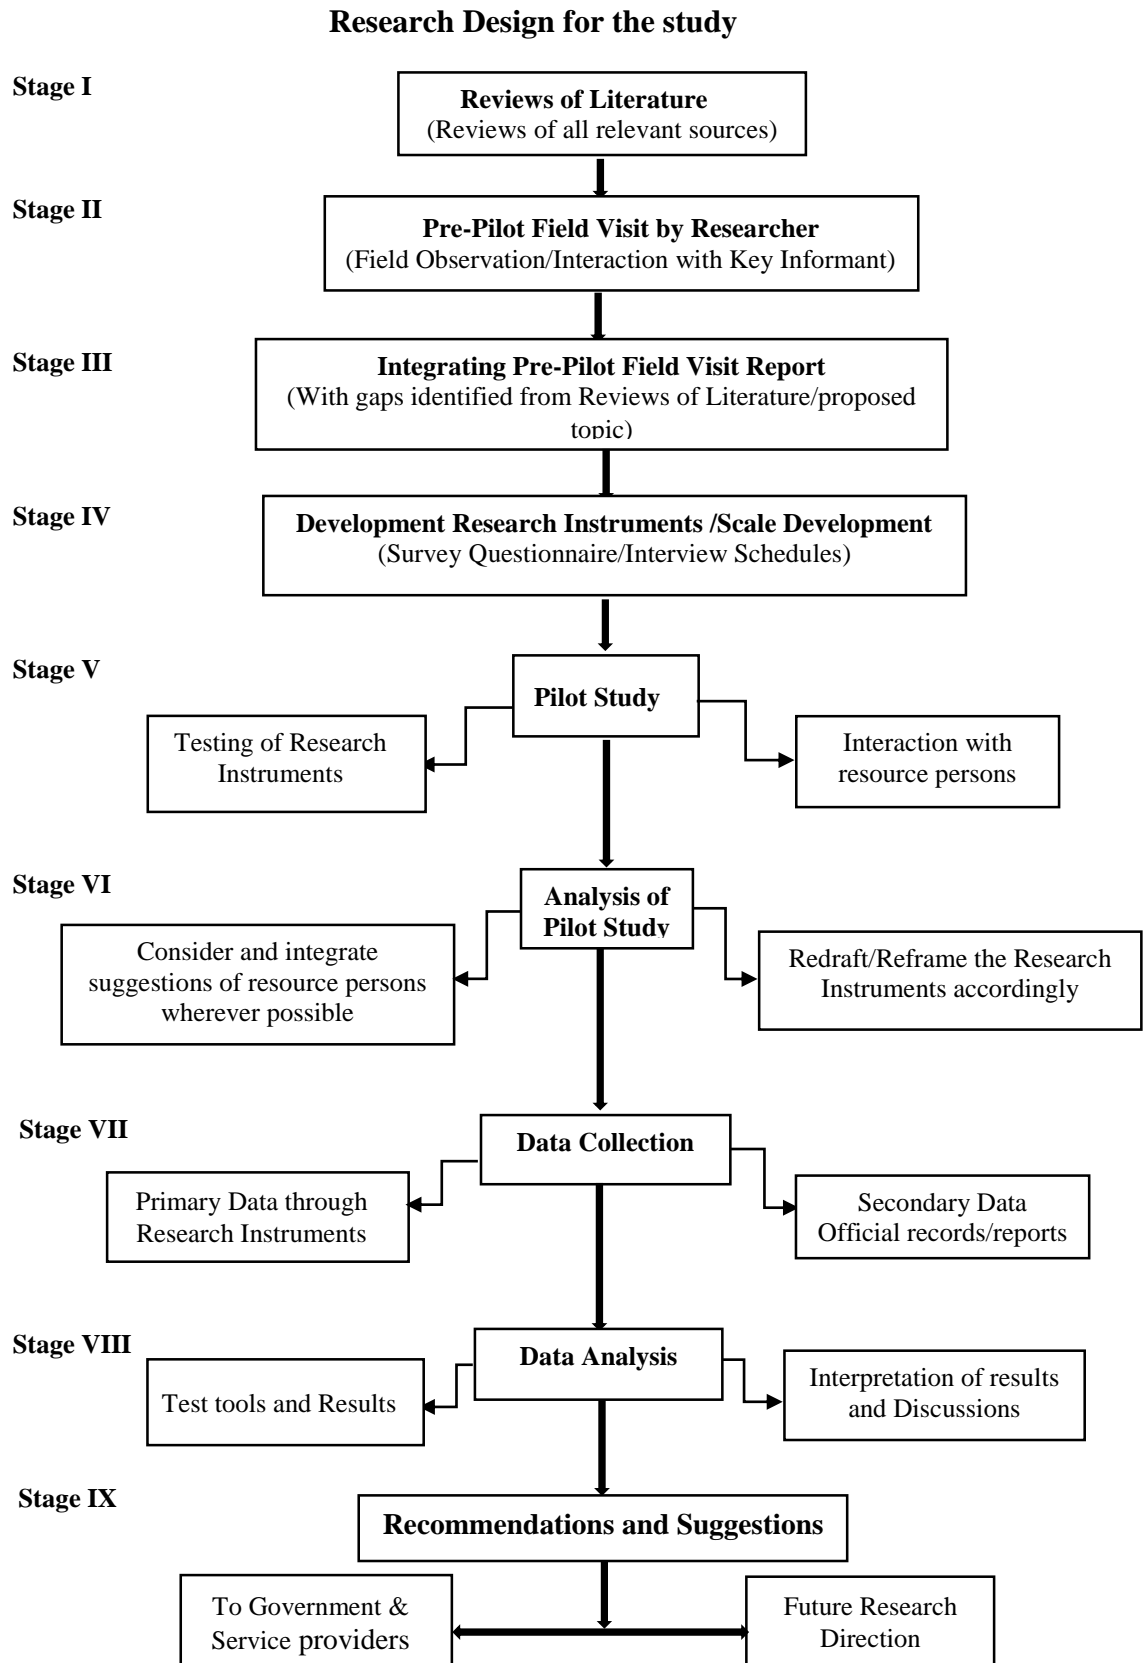 Research Design for the study
Stage I
Reviews of Literature
(Reviews of all relevant sources)
Stage II
Pre-Pilot Field Visit by Researcher
(Field Observation/Interaction with Key Informant)
Stage III
Integrating Pre-Pilot Field Visit Report
(With gaps identified from Reviews of Literature/proposed
topic)
Stage IV
Development Research Instruments /Scale Development
(Survey Questionnaire/Interview Schedules)
Stage V
Pilot Study
Testing of Research
Instruments
Interaction with
resource persons
Stage VI
Analysis of
Pilot Study
Consider and integrate
suggestions of resource persons
wherever possible
Redraft/Reframe the Research
Instruments accordingly
Stage VII
Data Collection
Primary Data through
Research Instruments
Secondary Data
Official records/reports
Stage VIII
Data Analysis
Test tools and Results
Interpretation of results
and Discussions
Stage IX
Recommendations and Suggestions
To Government &
Service providers
Future Research
Direction